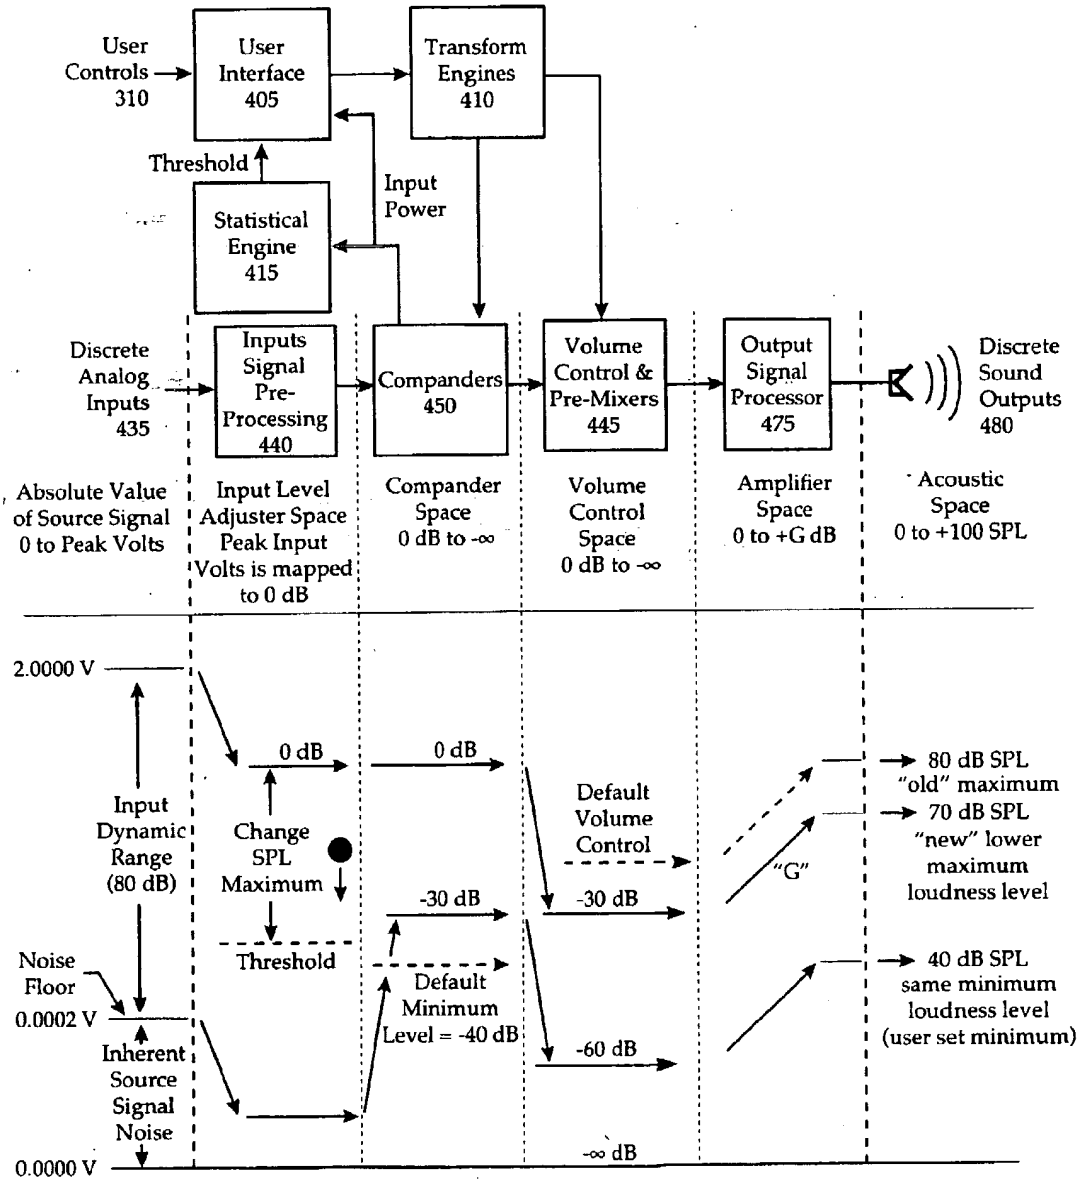 User
Controls
310
User
Interface
405
Transform
Engines
410
Threshold
Input
Power
Statistical
Engine
415
Discrete
Analog
Inputs
435
Inputs
Signal
Pre-
Processing
440
Companders
450
Volume
Control &
Pre-Mixers
445
Output
Signal
Processor
475
Discrete
Sound
Outputs
480
Absolute Value
of Source Signal
0 to Peak Volts
Input Level
Adjuster Space
Peak Input
Volts is mapped
to 0 dB
Compander
Space
0 dB to -∞
Volume
Control
Space
0 dB to -∞
Amplifier
Space
0 to +G dB
Acoustic
Space
0 to +100 SPL
2.0000 V
Input
Dynamic
Range
(80 dB)
Noise
Floor
0.0002 V
Inherent
Source
Signal
Noise
0.0000 V
0 dB
Change
SPL
Maximum
Threshold
0 dB
-30 dB
Default
Minimum
Level = -40 dB
Default
Volume
Control
-30 dB
-60 dB
-∞ dB
"G"
80 dB SPL
"old" maximum
70 dB SPL
"new" lower
maximum
loudness level
40 dB SPL
same minimum
loudness level
(user set minimum)